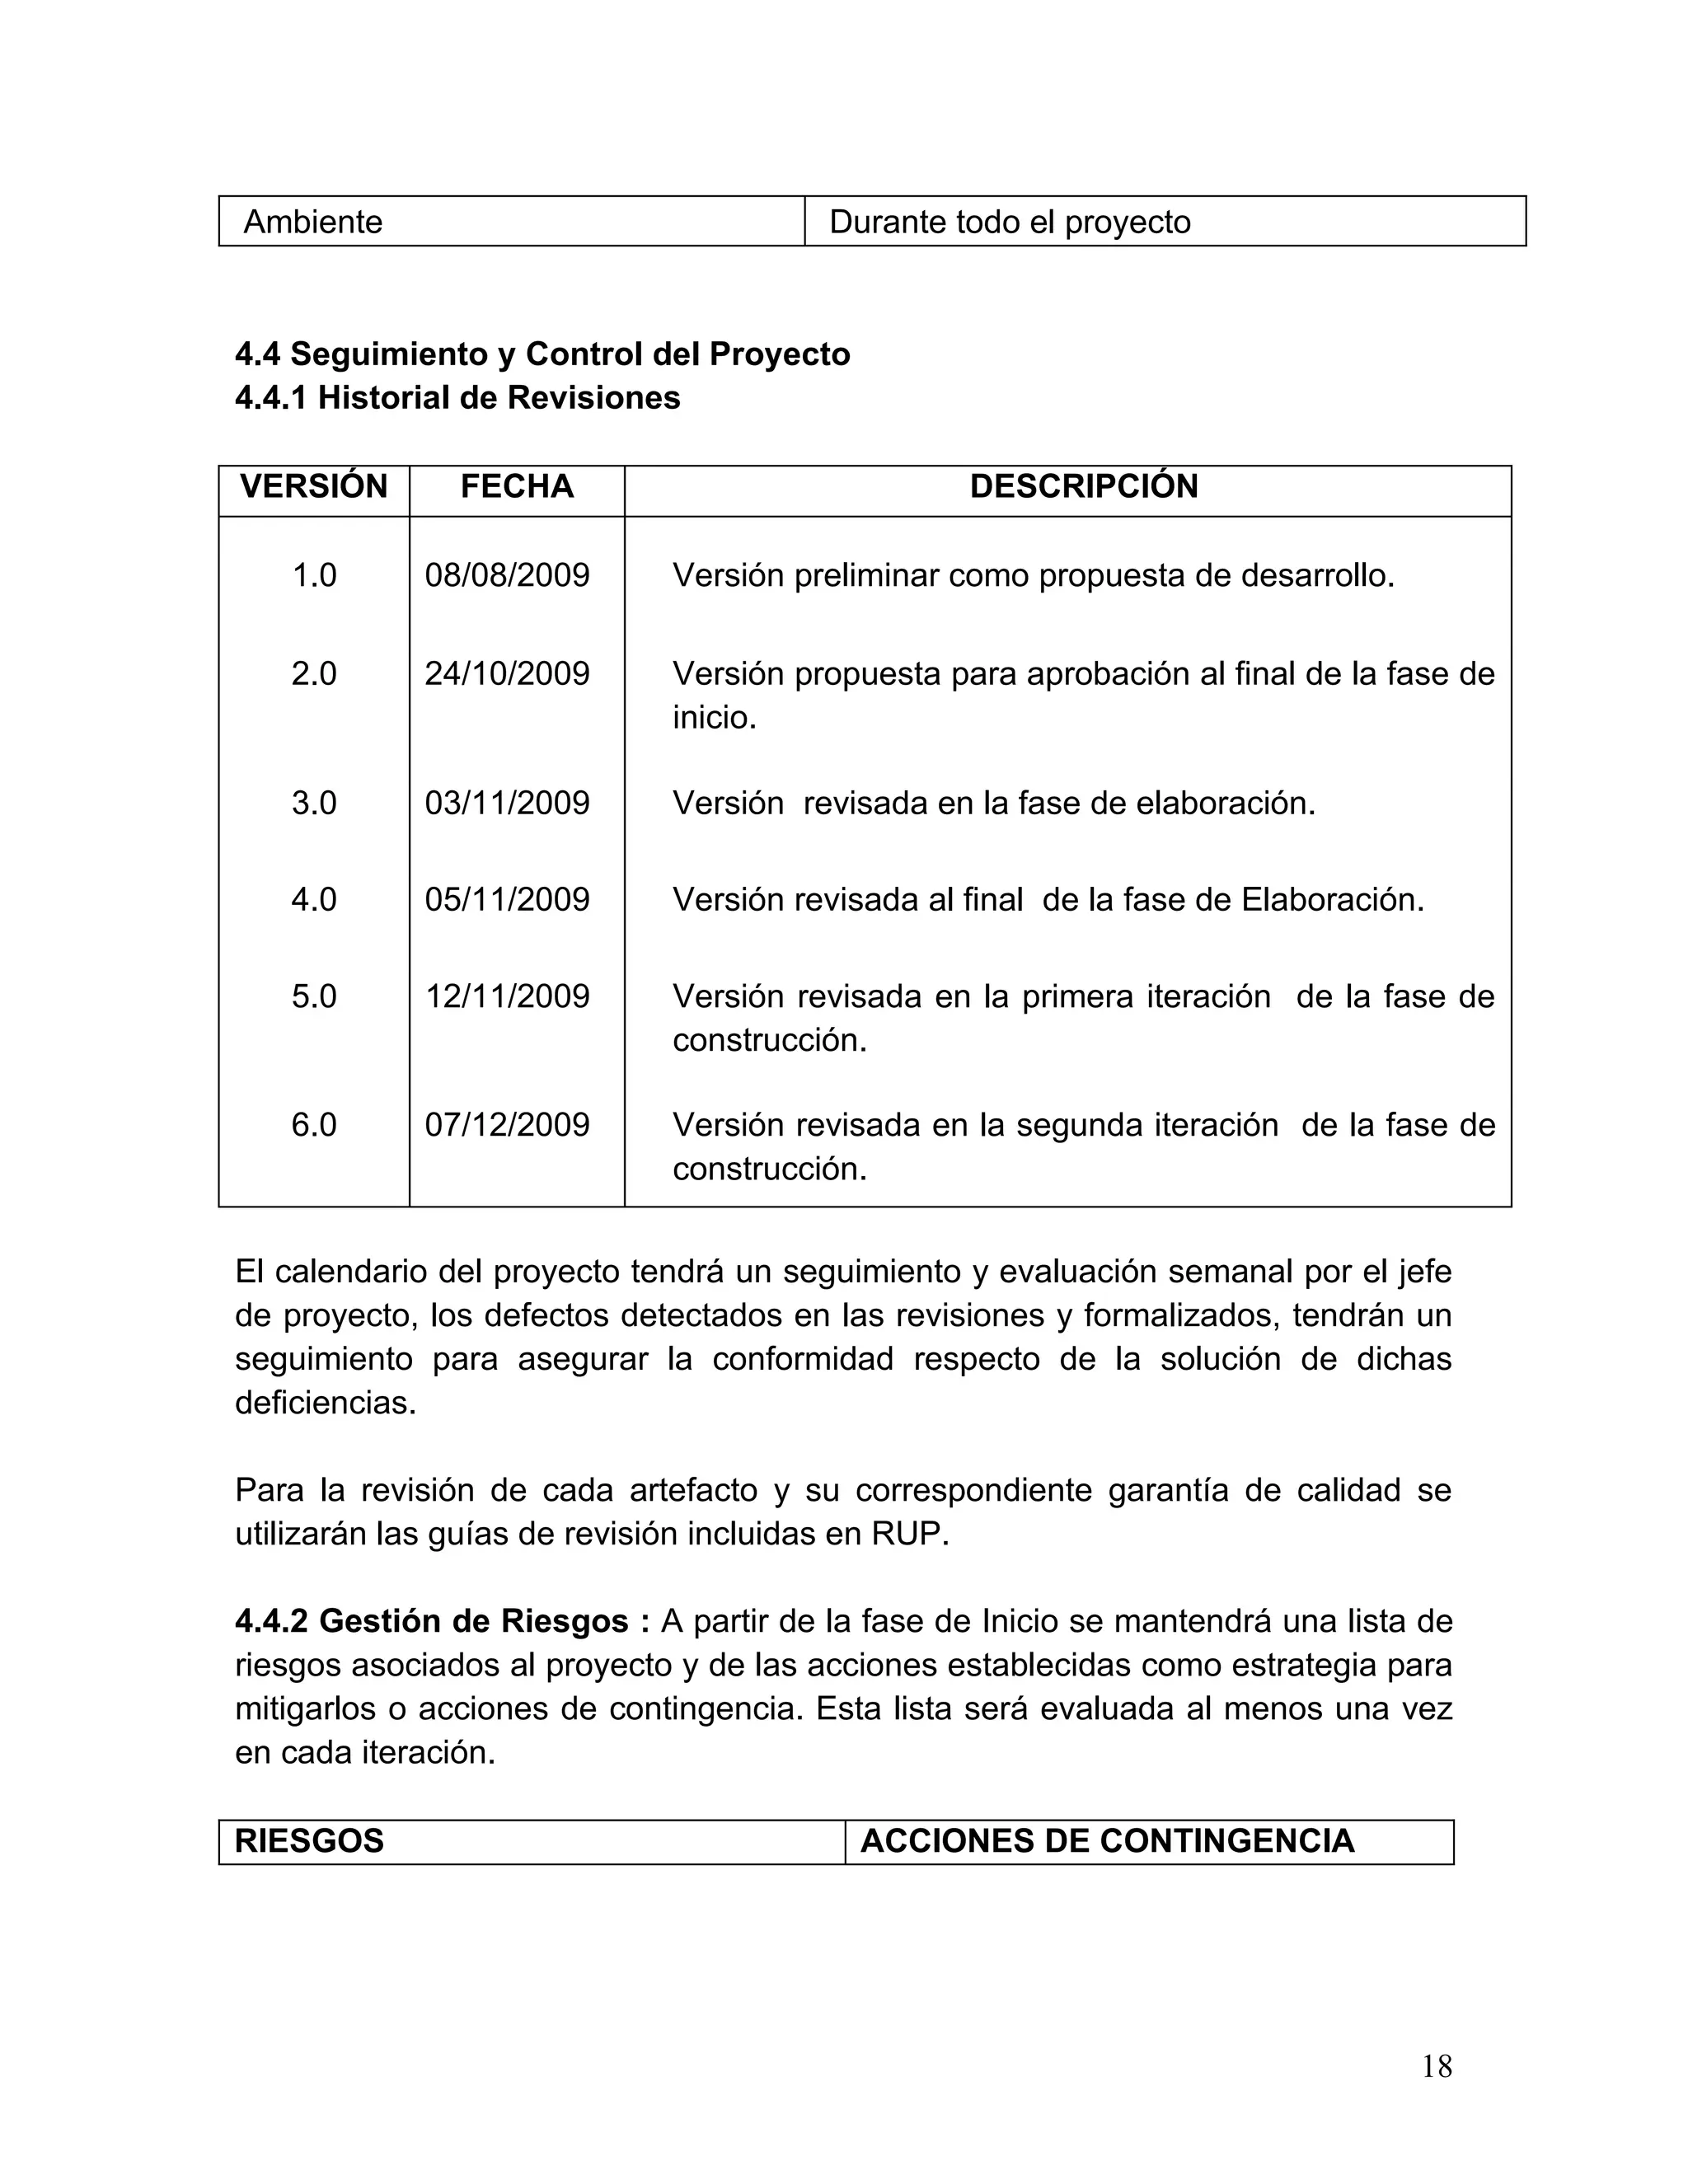 Ambiente Durante todo el proyecto
4.4 Seguimiento y Control del Proyecto
4.4.1 Historial de Revisiones
VERSIÓN FECHA DESCRIPCIÓN
1.0 08/08/2009 Versión preliminar como propuesta de desarrollo.
2.0 24/10/2009 Versión propuesta para aprobación al final de la fase de
inicio.
3.0 03/11/2009 Versión revisada en la fase de elaboración.
4.0 05/11/2009 Versión revisada al final de la fase de Elaboración.
5.0 12/11/2009 Versión revisada en la primera iteración de la fase de
construcción.
6.0 07/12/2009 Versión revisada en la segunda iteración de la fase de
construcción.
El calendario del proyecto tendrá un seguimiento y evaluación semanal por el jefe
de proyecto, los defectos detectados en las revisiones y formalizados, tendrán un
seguimiento para asegurar la conformidad respecto de la solución de dichas
deficiencias.
Para la revisión de cada artefacto y su correspondiente garantía de calidad se
utilizarán las guías de revisión incluidas en RUP.
4.4.2 Gestión de Riesgos : A partir de la fase de Inicio se mantendrá una lista de
riesgos asociados al proyecto y de las acciones establecidas como estrategia para
mitigarlos o acciones de contingencia. Esta lista será evaluada al menos una vez
en cada iteración.
RIESGOS ACCIONES DE CONTINGENCIA
18